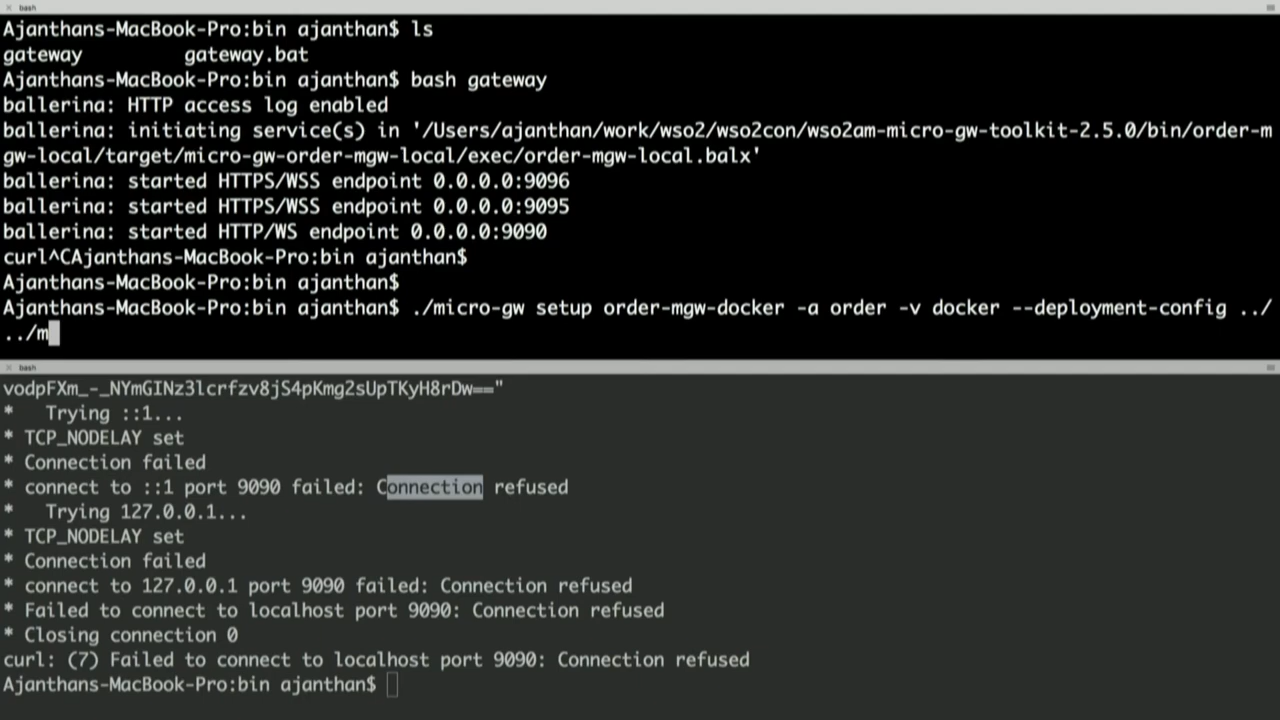 bash
Ajanthans-MacBook-Pro:bin ajanthan$ ls
gateway gateway.bat
Ajanthans-MacBook-Pro:bin ajanthan$ bash gateway
ballerina: HTTP access log enabled
ballerina: initiating service(s) in '/Users/ajanthan/work/wso2/wso2con/wso2am-micro-gw-toolkit-2.5.0/bin/order-m
gw-local/target/micro-gw-order-mgw-local/exec/order-mgw-local.balx'
ballerina: started HTTPS/WSS endpoint 0.0.0.0:9096
ballerina: started HTTPS/WSS endpoint 0.0.0.0:9095
ballerina: started HTTP/WS endpoint 0.0.0.0:9090
curl^CAjanthans-MacBook-Pro:bin ajanthan$
Ajanthans-MacBook-Pro:bin ajanthan$
Ajanthans-MacBook-Pro:bin ajanthan$ ./micro-gw setup order-mgw-docker -a order -v docker --deployment-config ../
../m
bash
vodpFXm_-_NYmGINz3lcrfzv8jS4pKmg2sUpTKyH8rDw=="
* Trying ::1...
* TCP_NODELAY set
* Connection failed
* connect to ::1 port 9090 failed: Connection refused
* Trying 127.0.0.1...
* TCP_NODELAY set
* Connection failed
* connect to 127.0.0.1 port 9090 failed: Connection refused
* Failed to connect to localhost port 9090: Connection refused
* Closing connection 0
curl: (7) Failed to connect to localhost port 9090: Connection refused
Ajanthans-MacBook-Pro:bin ajanthan$